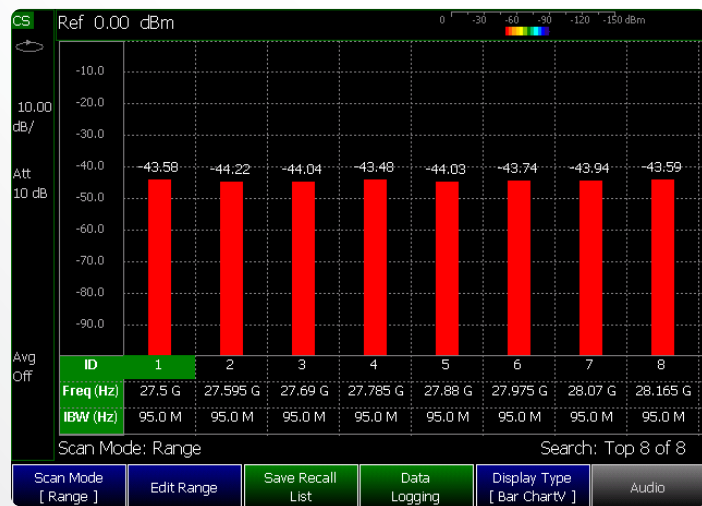 CS
Ref 0.00 dBm
0 -30 -60 -90 -120 -150 dBm
10.00
dB/
Att
10 dB
Avg
Off
-10.0
-20.0
-30.0
-40.0
-50.0
-60.0
-70.0
-80.0
-90.0
-43.58 -44.22 -44.04 -43.48 -44.03 -43.74 -43.94 -43.59
ID 1 2 3 4 5 6 7 8
Freq (Hz) 27.5 G 27.595 G 27.69 G 27.785 G 27.88 G 27.975 G 28.07 G 28.165 G
IBW (Hz) 95.0 M 95.0 M 95.0 M 95.0 M 95.0 M 95.0 M 95.0 M 95.0 M
Scan Mode: Range Search: Top 8 of 8
Scan Mode
[ Range ]
Edit Range
Save Recall
List
Data
Logging
Display Type
[ Bar ChartV ]
Audio